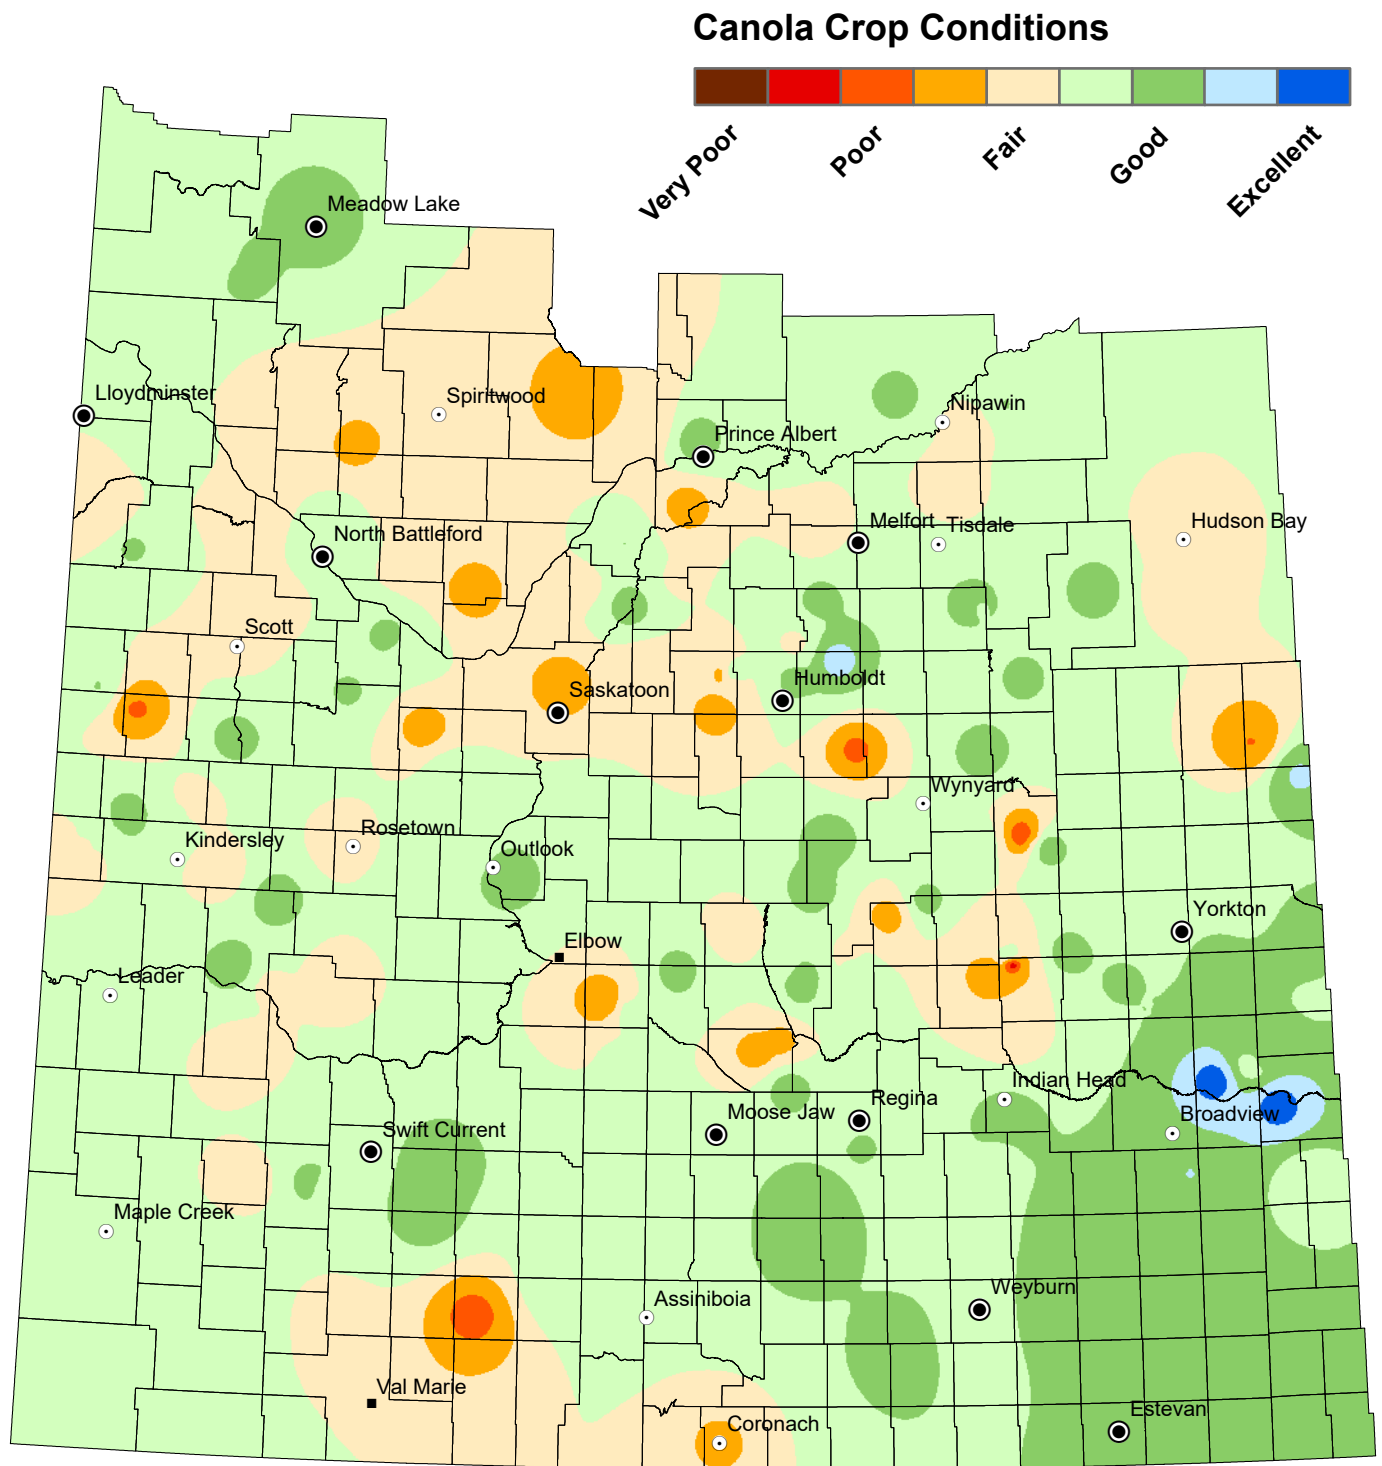 Canola Crop Conditions
Very Poor
Poor
Fair
Good
Excellent
Meadow Lake
Lloydminster
Spiritwood
Nipawin
Prince Albert
Hudson Bay
Melfort
Tisdale
North Battleford
Scott
Humboldt
Saskatoon
Wynyard
Rosetown
Kindersley
Outlook
Yorkton
Elbow
Leader
Indian Head
Regina
Moose Jaw
Broadview
Swift Current
Maple Creek
Weyburn
Assiniboia
Val Marie
Estevan
Coronach